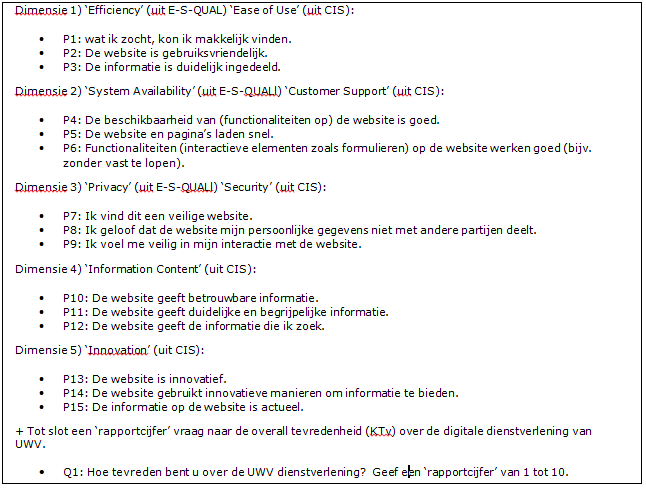 Dimensie 1) ‘Efficiency’ (uit E-S-QUAL) ‘Ease of Use’ (uit CIS):
• P1: wat ik zocht, kon ik makkelijk vinden.
• P2: De website is gebruiksvriendelijk.
• P3: De informatie is duidelijk ingedeeld.
Dimensie 2) ‘System Availability’ (uit E-S-QUALl) ‘Customer Support’ (uit CIS):
• P4: De beschikbaarheid van (functionaliteiten op) de website is goed.
• P5: De website en pagina’s laden snel.
• P6: Functionaliteiten (interactieve elementen zoals formulieren) op de website werken goed (bijv.
zonder vast te lopen).
Dimensie 3) ‘Privacy’ (uit E-S-QUALl) ‘Security’ (uit CIS):
• P7: Ik vind dit een veilige website.
• P8: Ik geloof dat de website mijn persoonlijke gegevens niet met andere partijen deelt.
• P9: Ik voel me veilig in mijn interactie met de website.
Dimensie 4) ‘Information Content’ (uit CIS):
• P10: De website geeft betrouwbare informatie.
• P11: De website geeft duidelijke en begrijpelijke informatie.
• P12: De website geeft de informatie die ik zoek.
Dimensie 5) ‘Innovation’ (uit CIS):
• P13: De website is innovatief.
• P14: De website gebruikt innovatieve manieren om informatie te bieden.
• P15: De informatie op de website is actueel.
+ Tot slot een ‘rapportcijfer’ vraag naar de overall tevredenheid (KTv) over de digitale dienstverlening van
UWV.
• Q1: Hoe tevreden bent u over de UWV dienstverlening? Geef een ‘rapportcijfer’ van 1 tot 10.